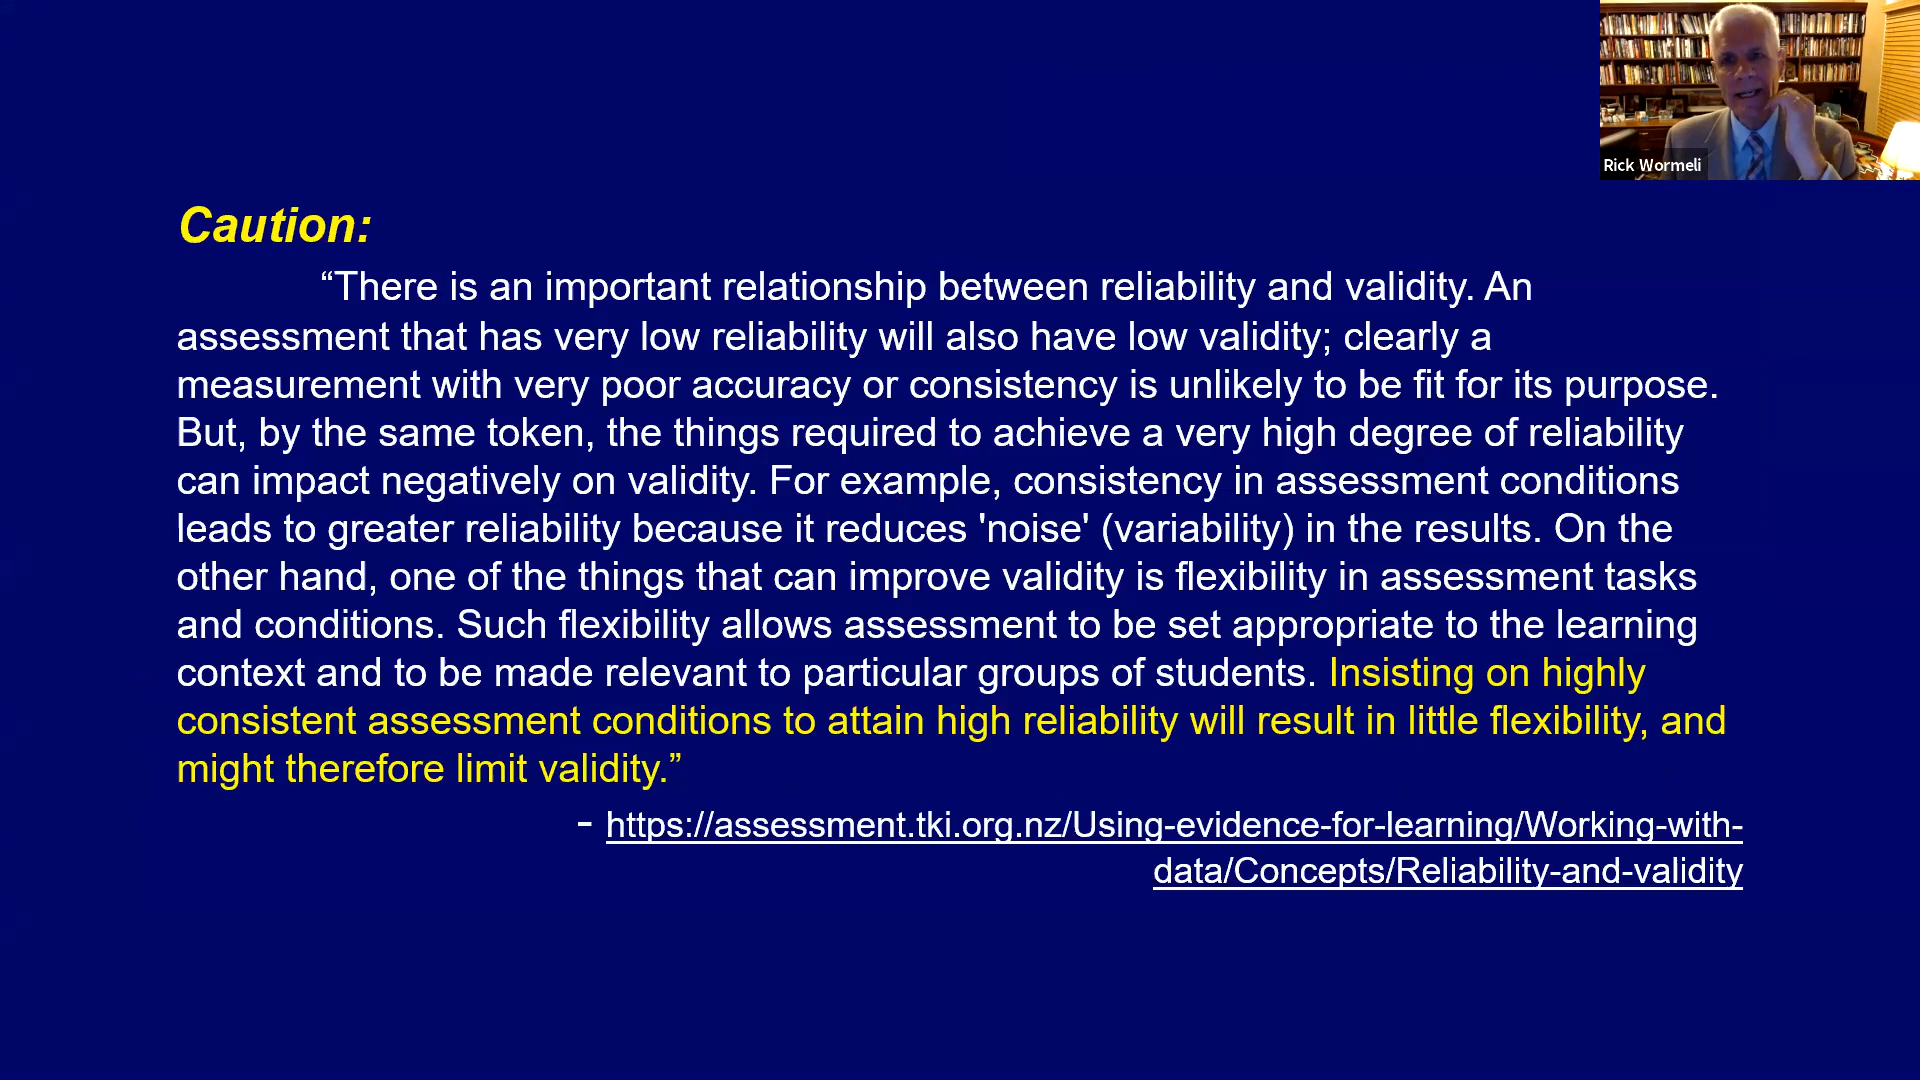 Rick Wormeli
Caution:
“There is an important relationship between reliability and validity. An
assessment that has very low reliability will also have low validity; clearly a
measurement with very poor accuracy or consistency is unlikely to be fit for its purpose.
But, by the same token, the things required to achieve a very high degree of reliability
can impact negatively on validity. For example, consistency in assessment conditions
leads to greater reliability because it reduces 'noise' (variability) in the results. On the
other hand, one of the things that can improve validity is flexibility in assessment tasks
and conditions. Such flexibility allows assessment to be set appropriate to the learning
context and to be made relevant to particular groups of students. Insisting on highly
consistent assessment conditions to attain high reliability will result in little flexibility, and
might therefore limit validity.”
- https://assessment.tki.org.nz/Using-evidence-for-learning/Working-with-
data/Concepts/Reliability-and-validity